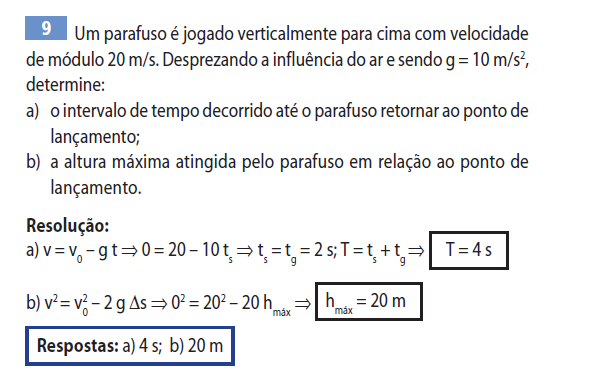 9 Um parafuso é jogado verticalmente para cima com velocidade
de módulo 20 m/s. Desprezando a influência do ar e sendo g = 10 m/s²,
determine:
a) o intervalo de tempo decorrido até o parafuso retornar ao ponto de
lançamento;
b) a altura máxima atingida pelo parafuso em relação ao ponto de
lançamento.
Resolução:
a) v = v₀ – g t ⇒ 0 = 20 – 10 tₛ ⇒ tₛ = t_g = 2 s; T = tₛ + t_g ⇒ T = 4 s
b) v² = v₀² – 2 g Δs ⇒ 0² = 20² – 20 h_máx ⇒ h_máx = 20 m
Respostas: a) 4 s; b) 20 m